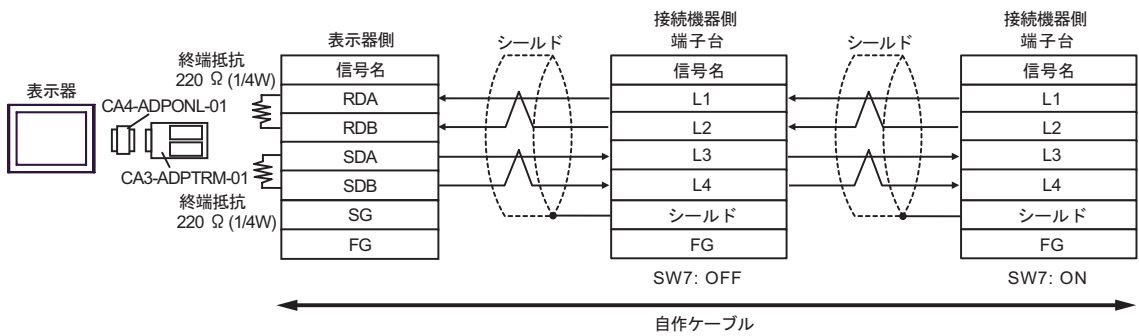 表示器
CA4-ADPONL-01
CA3-ADPTRM-01
終端抵抗
220 Ω (1/4W)
終端抵抗
220 Ω (1/4W)
表示器側
信号名
RDA
RDB
SDA
SDB
SG
FG
シールド
接続機器側
端子台
信号名
L1
L2
L3
L4
シールド
FG
SW7: OFF
シールド
接続機器側
端子台
信号名
L1
L2
L3
L4
シールド
FG
SW7: ON
自作ケーブル